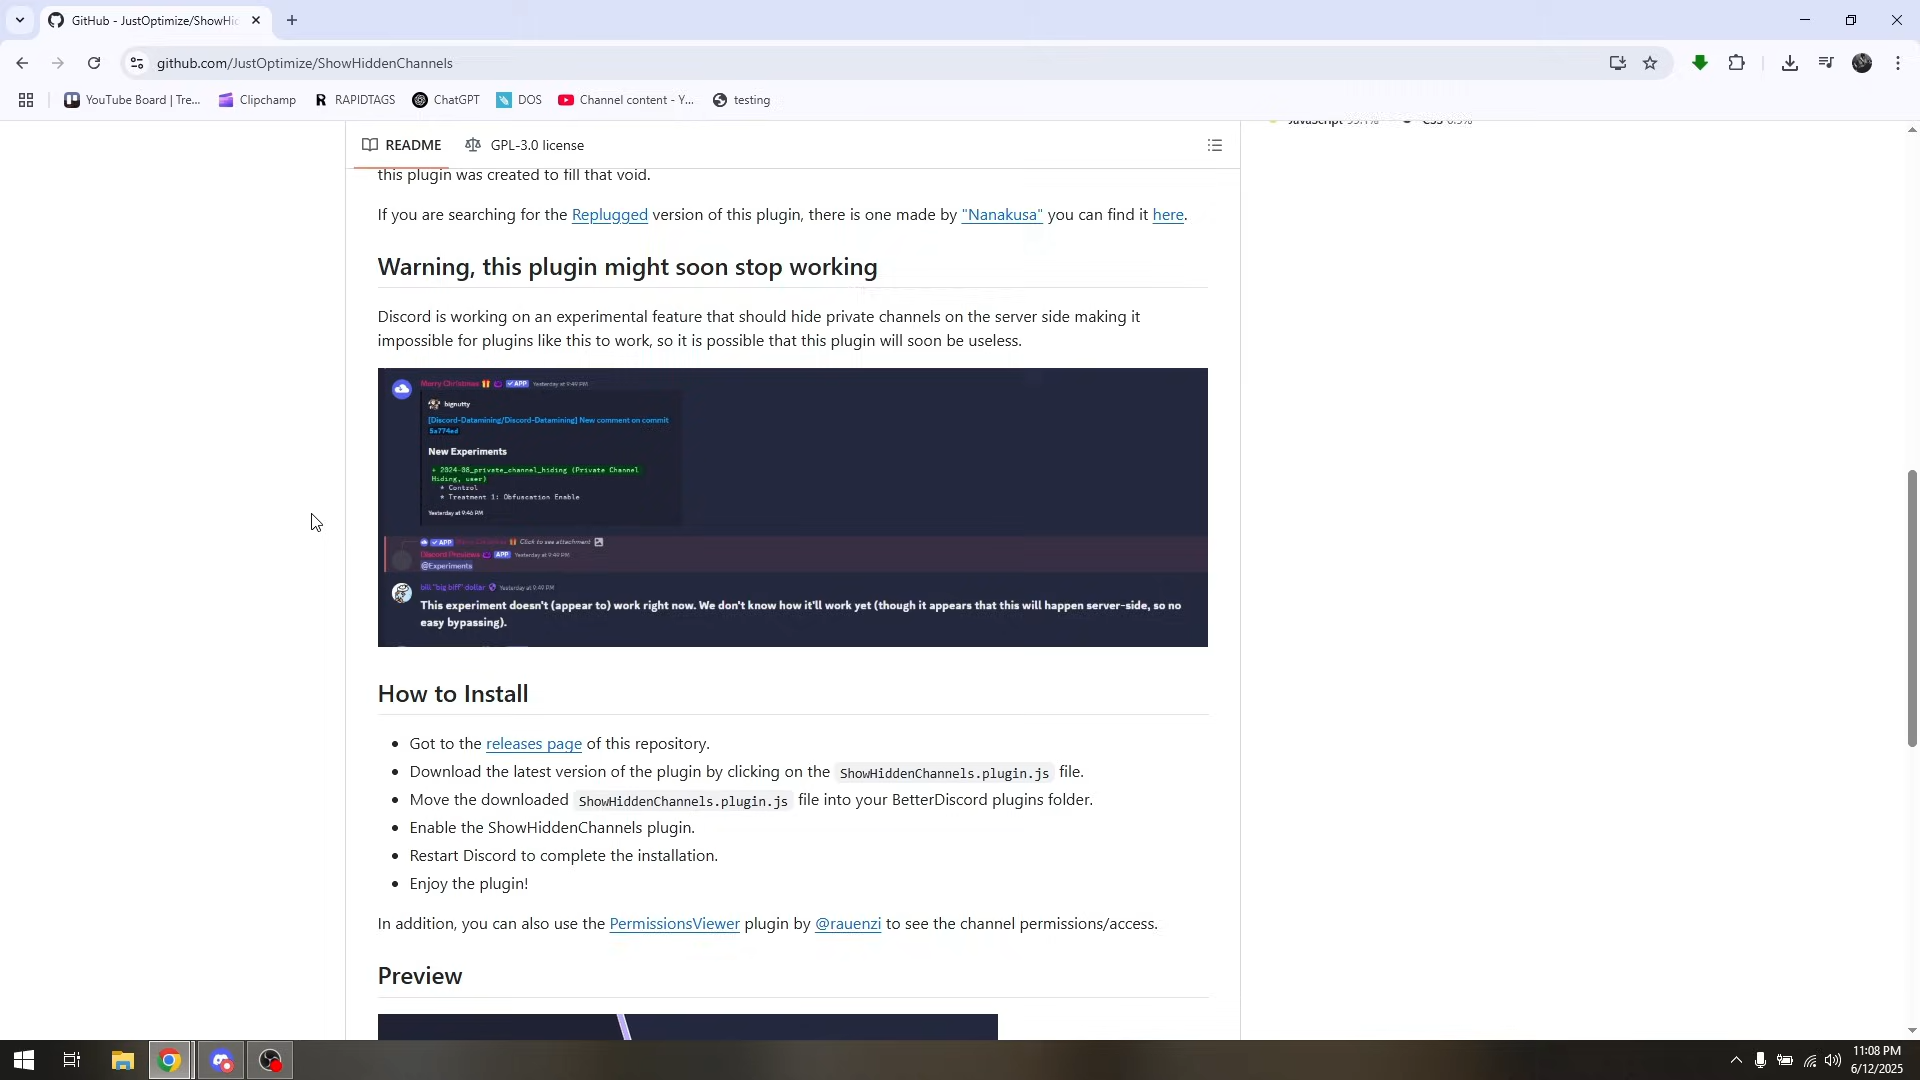 GitHub - JustOptimize/ShowHid
github.com/JustOptimize/ShowHiddenChannels
YouTube Board | Tre...
Clipchamp
RAPIDTAGS
ChatGPT
DOS
Channel content - Y...
testing
README
GPL-3.0 license
JavaScript 99.1%
CSS 0.9%
this plugin was created to fill that void.
If you are searching for the Replugged version of this plugin, there is one made by "Nanakusa" you can find it here.
Warning, this plugin might soon stop working
Discord is working on an experimental feature that should hide private channels on the server side making it
impossible for plugins like this to work, so it is possible that this plugin will soon be useless.
Merry Christmas APP Yesterday at 9:49 PM
bignutty
[Discord-Datamining/Discord-Datamining] New comment on commit
5a774ed
New Experiments
+ 2024-08_private_channel_hiding (Private Channel
Hiding, user)
* Control
* Treatment 1: Obfuscation Enable
Yesterday at 9:46 PM
APP Merry Christmas Click to see attachment
Discord Previews APP Yesterday at 9:49 PM
@Experiments
bill "big biff" dollar Yesterday at 9:49 PM
This experiment doesn't (appear to) work right now. We don't know how it'll work yet (though it appears that this will happen server-side, so no
easy bypassing).
How to Install
Got to the releases page of this repository.
Download the latest version of the plugin by clicking on the ShowHiddenChannels.plugin.js file.
Move the downloaded ShowHiddenChannels.plugin.js file into your BetterDiscord plugins folder.
Enable the ShowHiddenChannels plugin.
Restart Discord to complete the installation.
Enjoy the plugin!
In addition, you can also use the PermissionsViewer plugin by @rauenzi to see the channel permissions/access.
Preview
11:08 PM
6/12/2025